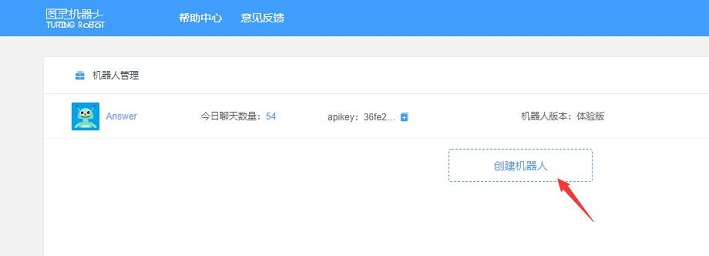 图灵机器人
TURING ROBOT
帮助中心 意见反馈
机器人管理
Answer 今日聊天数量：54 apikey：36fe2... 机器人版本：体验版
创建机器人